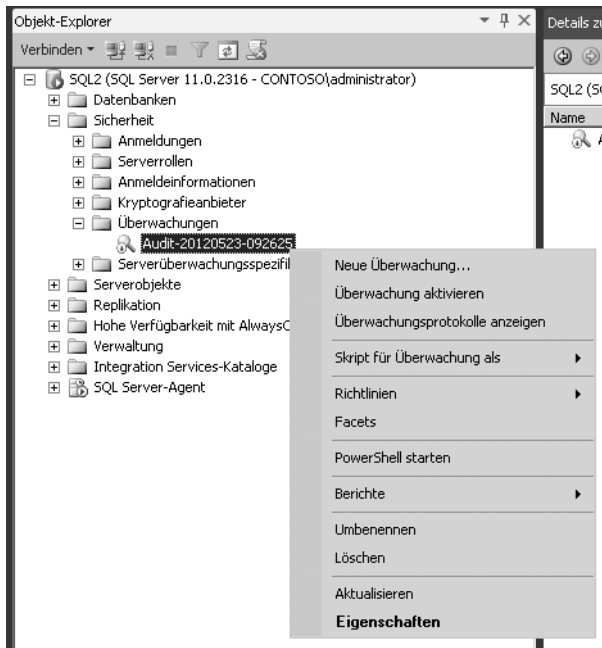 Objekt-Explorer
Verbinden
SQL2 (SQL Server 11.0.2316 - CONTOSO\administrator)
Datenbanken
Sicherheit
Anmeldungen
Serverrollen
Anmeldeinformationen
Kryptografieanbieter
Überwachungen
Audit-20120523-092625
Serverüberwachungsspezifi
Serverobjekte
Replikation
Hohe Verfügbarkeit mit Always
Verwaltung
Integration Services-Kataloge
SQL Server-Agent
Neue Überwachung...
Überwachung aktivieren
Überwachungsprotokolle anzeigen
Skript für Überwachung als
Richtlinien
Facets
PowerShell starten
Berichte
Umbenennen
Löschen
Aktualisieren
Eigenschaften
Details
SQL2
Name